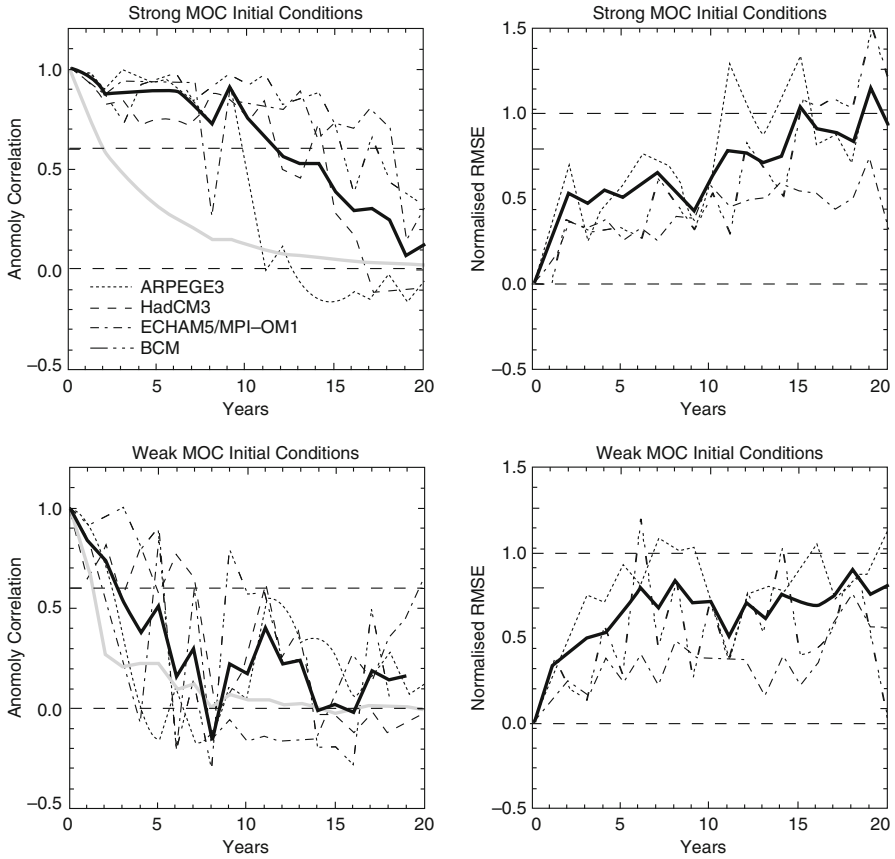 Strong MOC Initial Conditions
1.0
0.5
0.0
−0.5
Anomoly Correlation
ARPEGE3
HadCM3
ECHAM5/MPI–OM1
BCM
0 5 10 15 20
Years
Strong MOC Initial Conditions
1.5
1.0
0.5
0.0
−0.5
Normalised RMSE
0 5 10 15 20
Years
Weak MOC Initial Conditions
1.0
0.5
0.0
−0.5
Anomoly Correlation
0 5 10 15 20
Years
Weak MOC Initial Conditions
1.5
1.0
0.5
0.0
−0.5
Normalised RMSE
0 5 10 15 20
Years